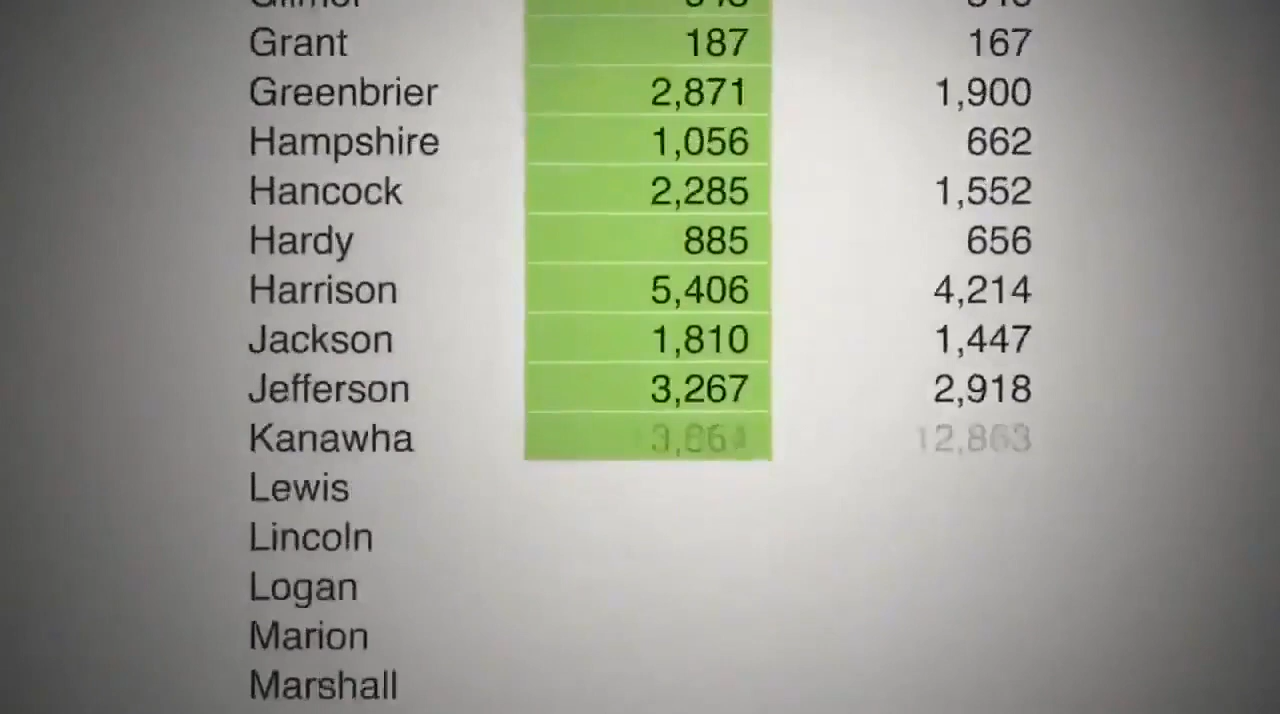 Grant 187 167
Greenbrier 2,871 1,900
Hampshire 1,056 662
Hancock 2,285 1,552
Hardy 885 656
Harrison 5,406 4,214
Jackson 1,810 1,447
Jefferson 3,267 2,918
Kanawha 12,863
Lewis
Lincoln
Logan
Marion
Marshall